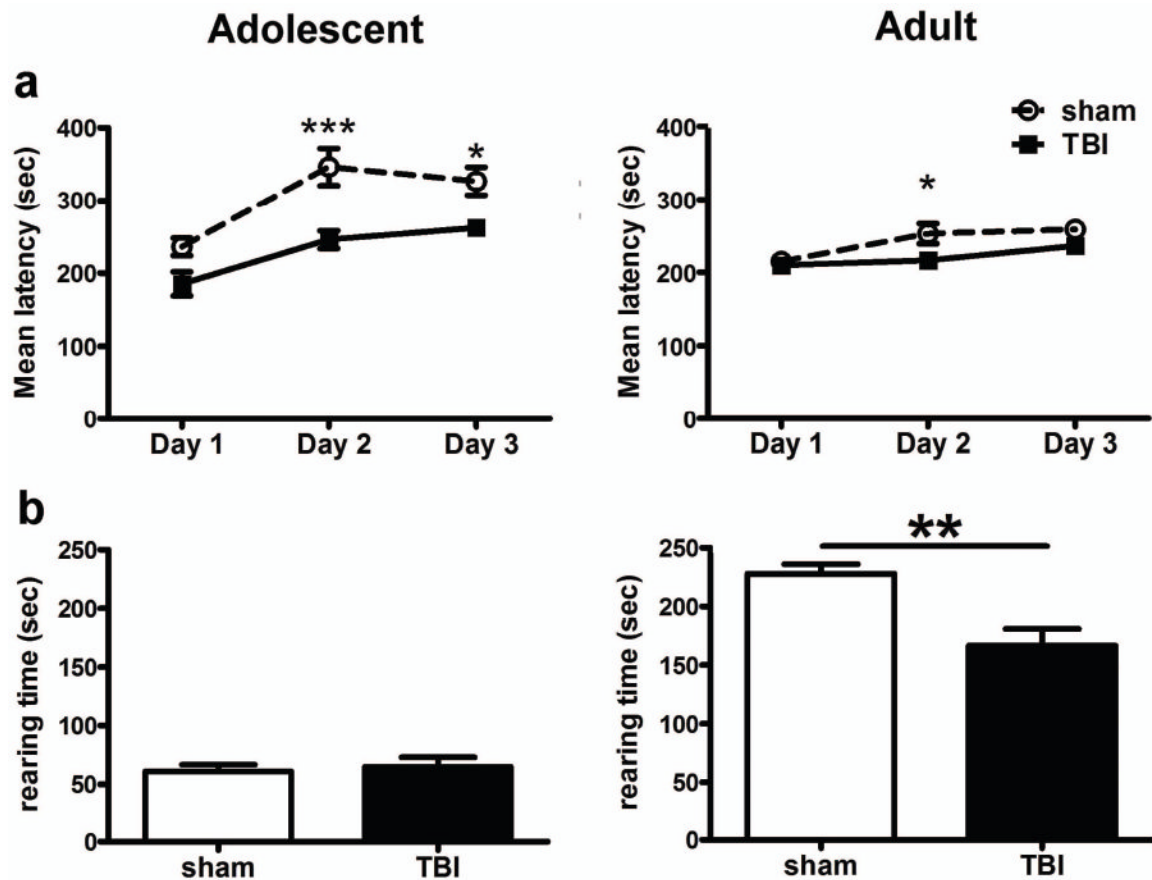 Adolescent
Adult
a
Mean latency (sec)
400
300
200
100
0
***
*
Day 1 Day 2 Day 3
Mean latency (sec)
400
300
200
100
0
*
sham
TBI
Day 1 Day 2 Day 3
b
rearing time (sec)
250
200
150
100
50
0
sham TBI
rearing time (sec)
250
200
150
100
50
0
**
sham TBI